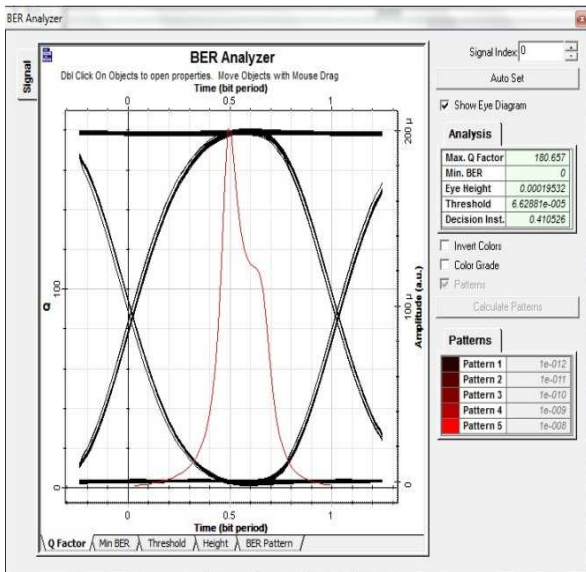 BER Analyzer
Signal
BER Analyzer
Dbl Click On Objects to open properties. Move Objects with Mouse Drag
Time (bit period)
0 0.5 1
Q
100
0
200 µ
100 µ
0
Amplitude (a.u.)
0 0.5 1
Time (bit period)
Q Factor Min BER Threshold Height BER Pattern
Signal Index: 0
Auto Set
Show Eye Diagram
Analysis
Max. Q Factor 180.657
Min. BER 0
Eye Height 0.00019532
Threshold 6.62881e-005
Decision Inst. 0.410526
Invert Colors
Color Grade
Patterns
Calculate Patterns
Patterns
Pattern 1 1e-012
Pattern 2 1e-011
Pattern 3 1e-010
Pattern 4 1e-009
Pattern 5 1e-008